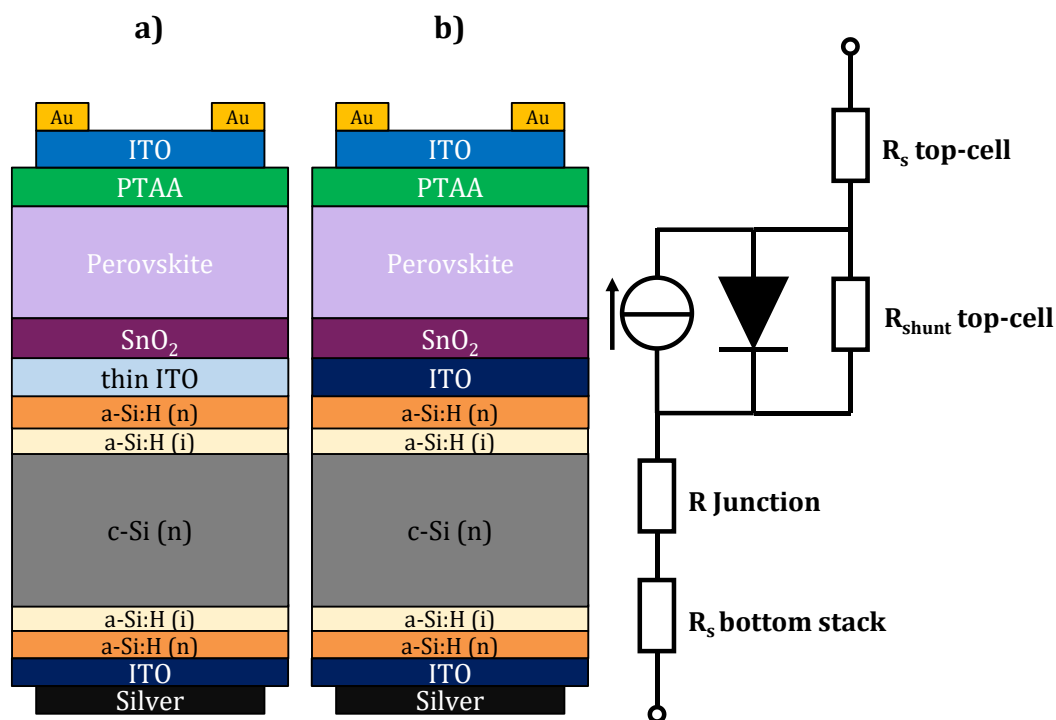 a)
Au
Au
ITO
PTAA
Perovskite
SnO₂
thin ITO
a-Si:H (n)
a-Si:H (i)
c-Si (n)
a-Si:H (i)
a-Si:H (n)
ITO
Silver
b)
Au
Au
ITO
PTAA
Perovskite
SnO₂
ITO
a-Si:H (n)
a-Si:H (i)
c-Si (n)
a-Si:H (i)
a-Si:H (n)
ITO
Silver
Rₛ top-cell
R_shunt top-cell
R Junction
Rₛ bottom stack